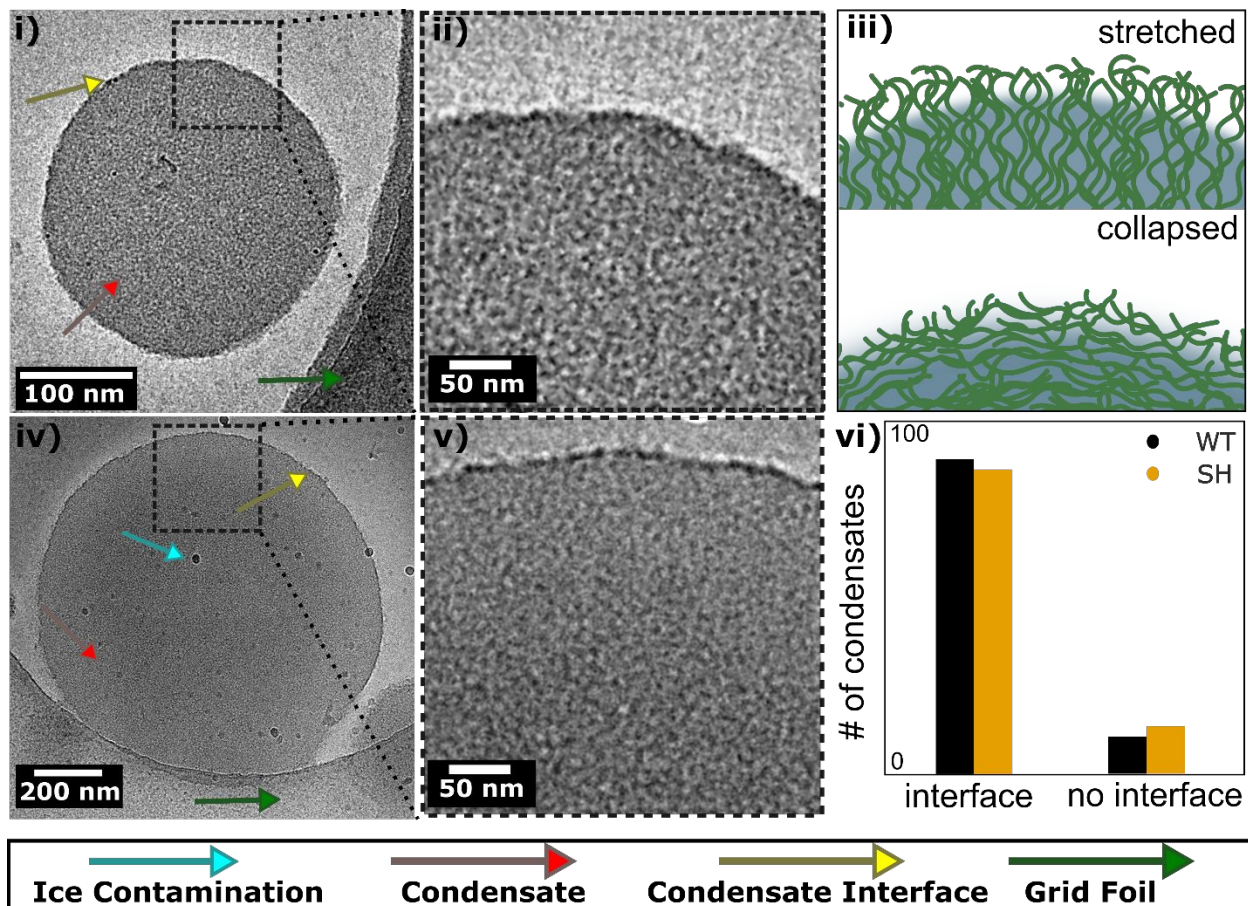 i)
100 nm
ii)
50 nm
iii)
stretched
collapsed
iv)
200 nm
v)
50 nm
vi)
100
WT
SH
# of condensates
0
interface
no interface
Ice Contamination
Condensate
Condensate Interface
Grid Foil